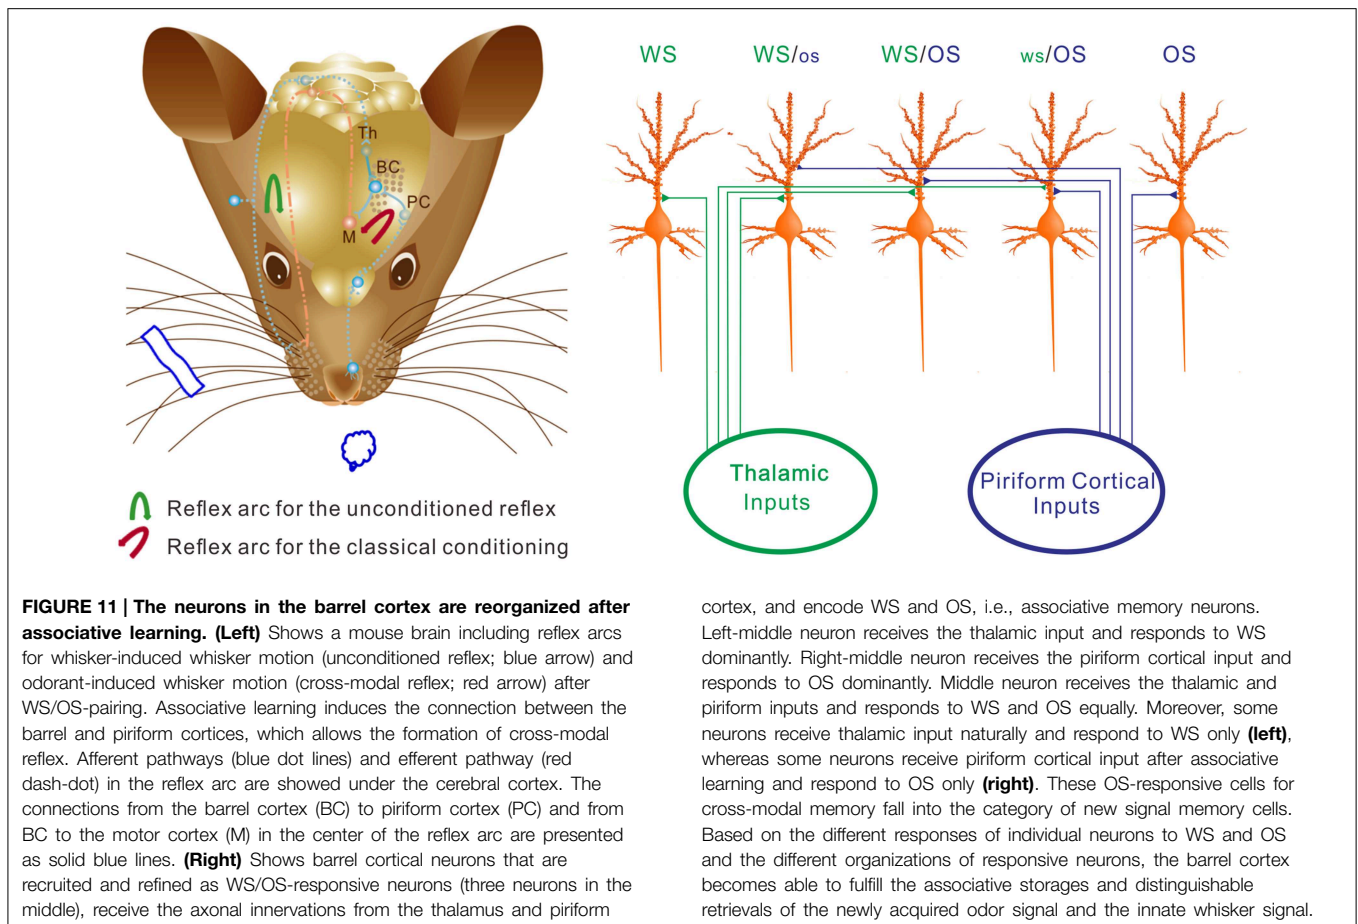 WS WS/os WS/OS ws/OS OS
Th
BC
PC
M
Thalamic
Inputs
Piriform Cortical
Inputs
Reflex arc for the unconditioned reflex
Reflex arc for the classical conditioning
FIGURE 11 | The neurons in the barrel cortex are reorganized after
associative learning. (Left) Shows a mouse brain including reflex arcs
for whisker-induced whisker motion (unconditioned reflex; blue arrow) and
odorant-induced whisker motion (cross-modal reflex; red arrow) after
WS/OS-pairing. Associative learning induces the connection between the
barrel and piriform cortices, which allows the formation of cross-modal
reflex. Afferent pathways (blue dot lines) and efferent pathway (red
dash-dot) in the reflex arc are showed under the cerebral cortex. The
connections from the barrel cortex (BC) to piriform cortex (PC) and from
BC to the motor cortex (M) in the center of the reflex arc are presented
as solid blue lines. (Right) Shows barrel cortical neurons that are
recruited and refined as WS/OS-responsive neurons (three neurons in the
middle), receive the axonal innervations from the thalamus and piriform
cortex, and encode WS and OS, i.e., associative memory neurons.
Left-middle neuron receives the thalamic input and responds to WS
dominantly. Right-middle neuron receives the piriform cortical input and
responds to OS dominantly. Middle neuron receives the thalamic and
piriform inputs and responds to WS and OS equally. Moreover, some
neurons receive thalamic input naturally and respond to WS only (left),
whereas some neurons receive piriform cortical input after associative
learning and respond to OS only (right). These OS-responsive cells for
cross-modal memory fall into the category of new signal memory cells.
Based on the different responses of individual neurons to WS and OS
and the different organizations of responsive neurons, the barrel cortex
becomes able to fulfill the associative storages and distinguishable
retrievals of the newly acquired odor signal and the innate whisker signal.